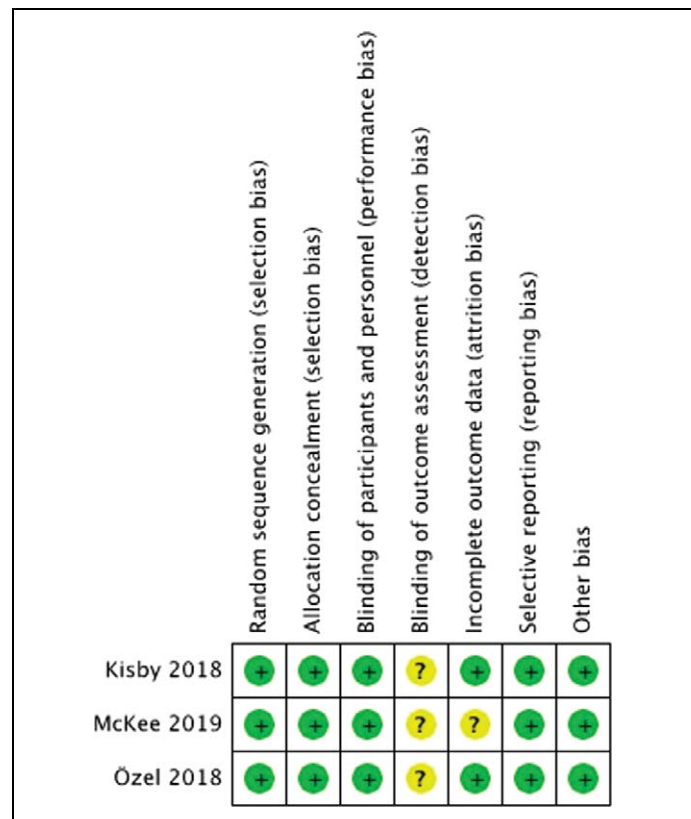 Random sequence generation (selection bias)
Allocation concealment (selection bias)
Blinding of participants and personnel (performance bias)
Blinding of outcome assessment (detection bias)
Incomplete outcome data (attrition bias)
Selective reporting (reporting bias)
Other bias
Kisby 2018 + + + ? + + +
McKee 2019 + + + ? ? + +
Özel 2018 + + + ? + + +